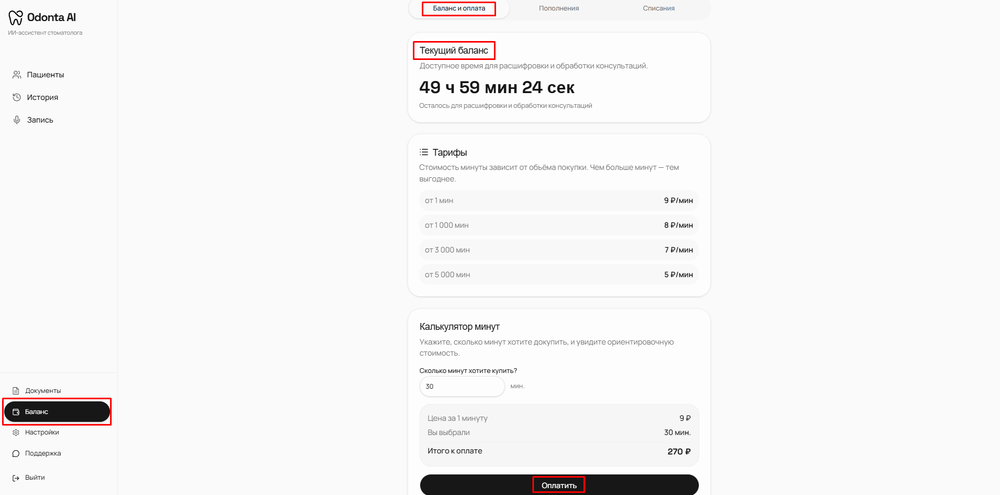 Odonta AI
ИИ-ассистент стоматолога
Пациенты
История
Запись
Документы
Баланс
Настройки
Поддержка
Выйти
Баланс и оплата
Пополнения
Списания
Текущий баланс
Доступное время для расшифровки и обработки консультаций.
49 ч 59 мин 24 сек
Осталось для расшифровки и обработки консультаций
Тарифы
Стоимость минуты зависит от объёма покупки. Чем больше минут — тем
выгоднее.
от 1 мин 9 ₽/мин
от 1 000 мин 8 ₽/мин
от 3 000 мин 7 ₽/мин
от 5 000 мин 5 ₽/мин
Калькулятор минут
Укажите, сколько минут хотите докупить, и увидите ориентировочную
стоимость.
Сколько минут хотите купить?
30 мин.
Цена за 1 минуту 9 ₽
Вы выбрали 30 мин.
Итого к оплате 270 ₽
Оплатить